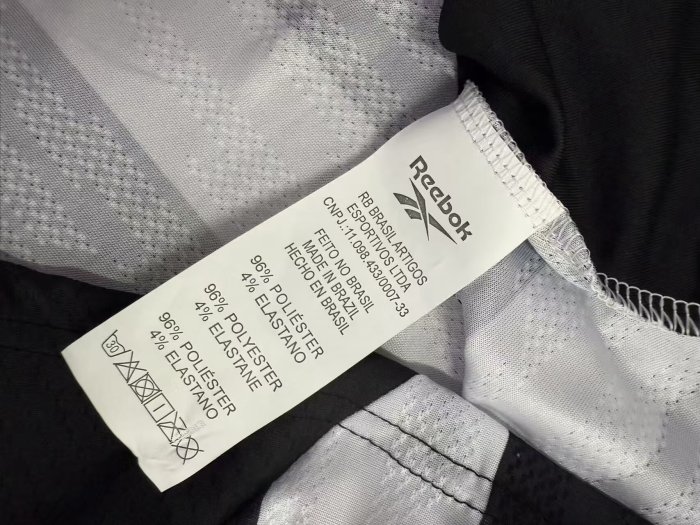 Reebok
RB BRASIL ARTIGOS
ESPORTIVOS LTDA
CNPJ.:11.098.433/0007-33
FEITO NO BRASIL
MADE IN BRAZIL
HECHO EN BRASIL
96% POLIÉSTER
4% ELASTANO
96% POLYESTER
4% ELASTANE
96% POLIÉSTER
4% ELASTANO
30